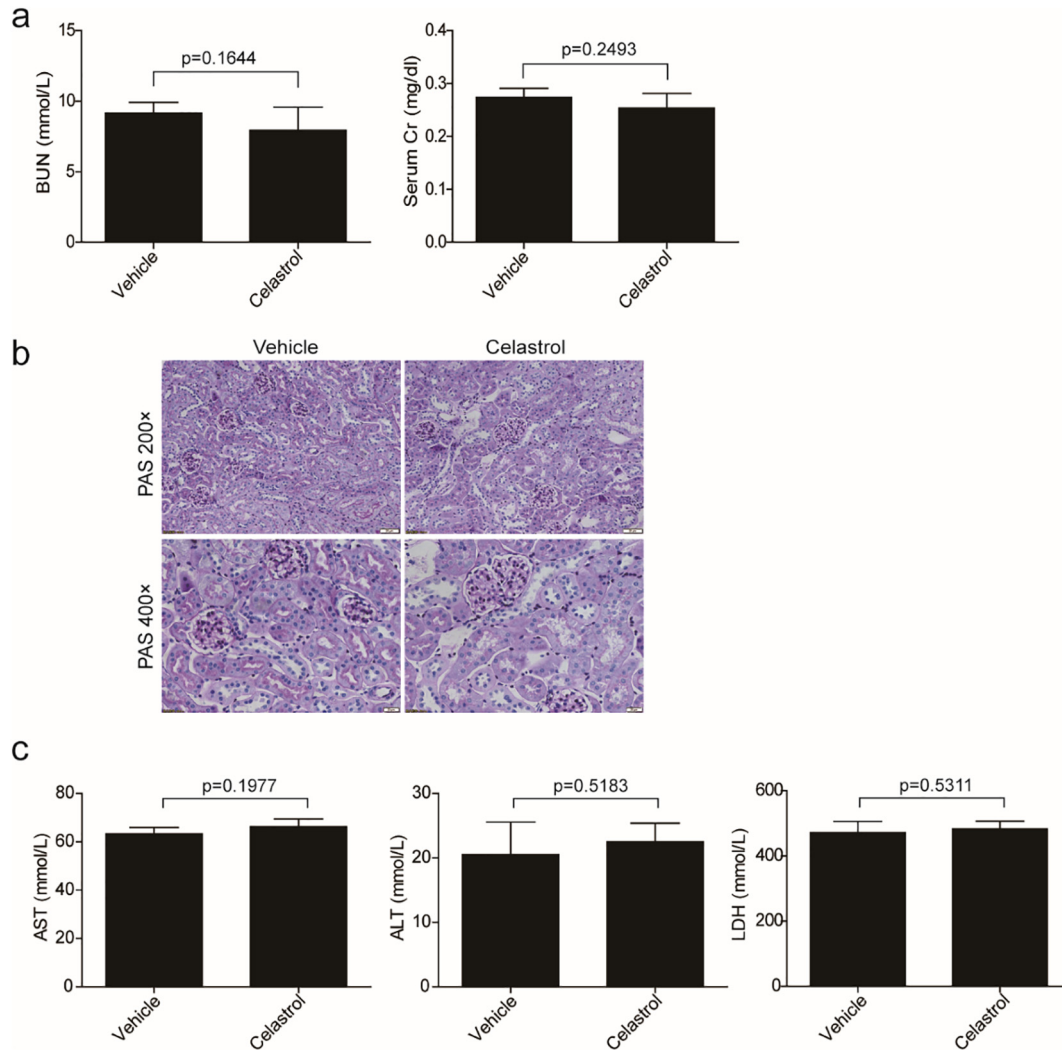 a
15
10
5
0
BUN (mmol/L)
p=0.1644
Vehicle
Celastrol
0.4
0.3
0.2
0.1
0.0
Serum Cr (mg/dl)
p=0.2493
Vehicle
Celastrol
b
Vehicle
Celastrol
PAS 200×
PAS 400×
c
80
60
40
20
0
AST (mmol/L)
p=0.1977
Vehicle
Celastrol
30
20
10
0
ALT (mmol/L)
p=0.5183
Vehicle
Celastrol
600
400
200
0
LDH (mmol/L)
p=0.5311
Vehicle
Celastrol